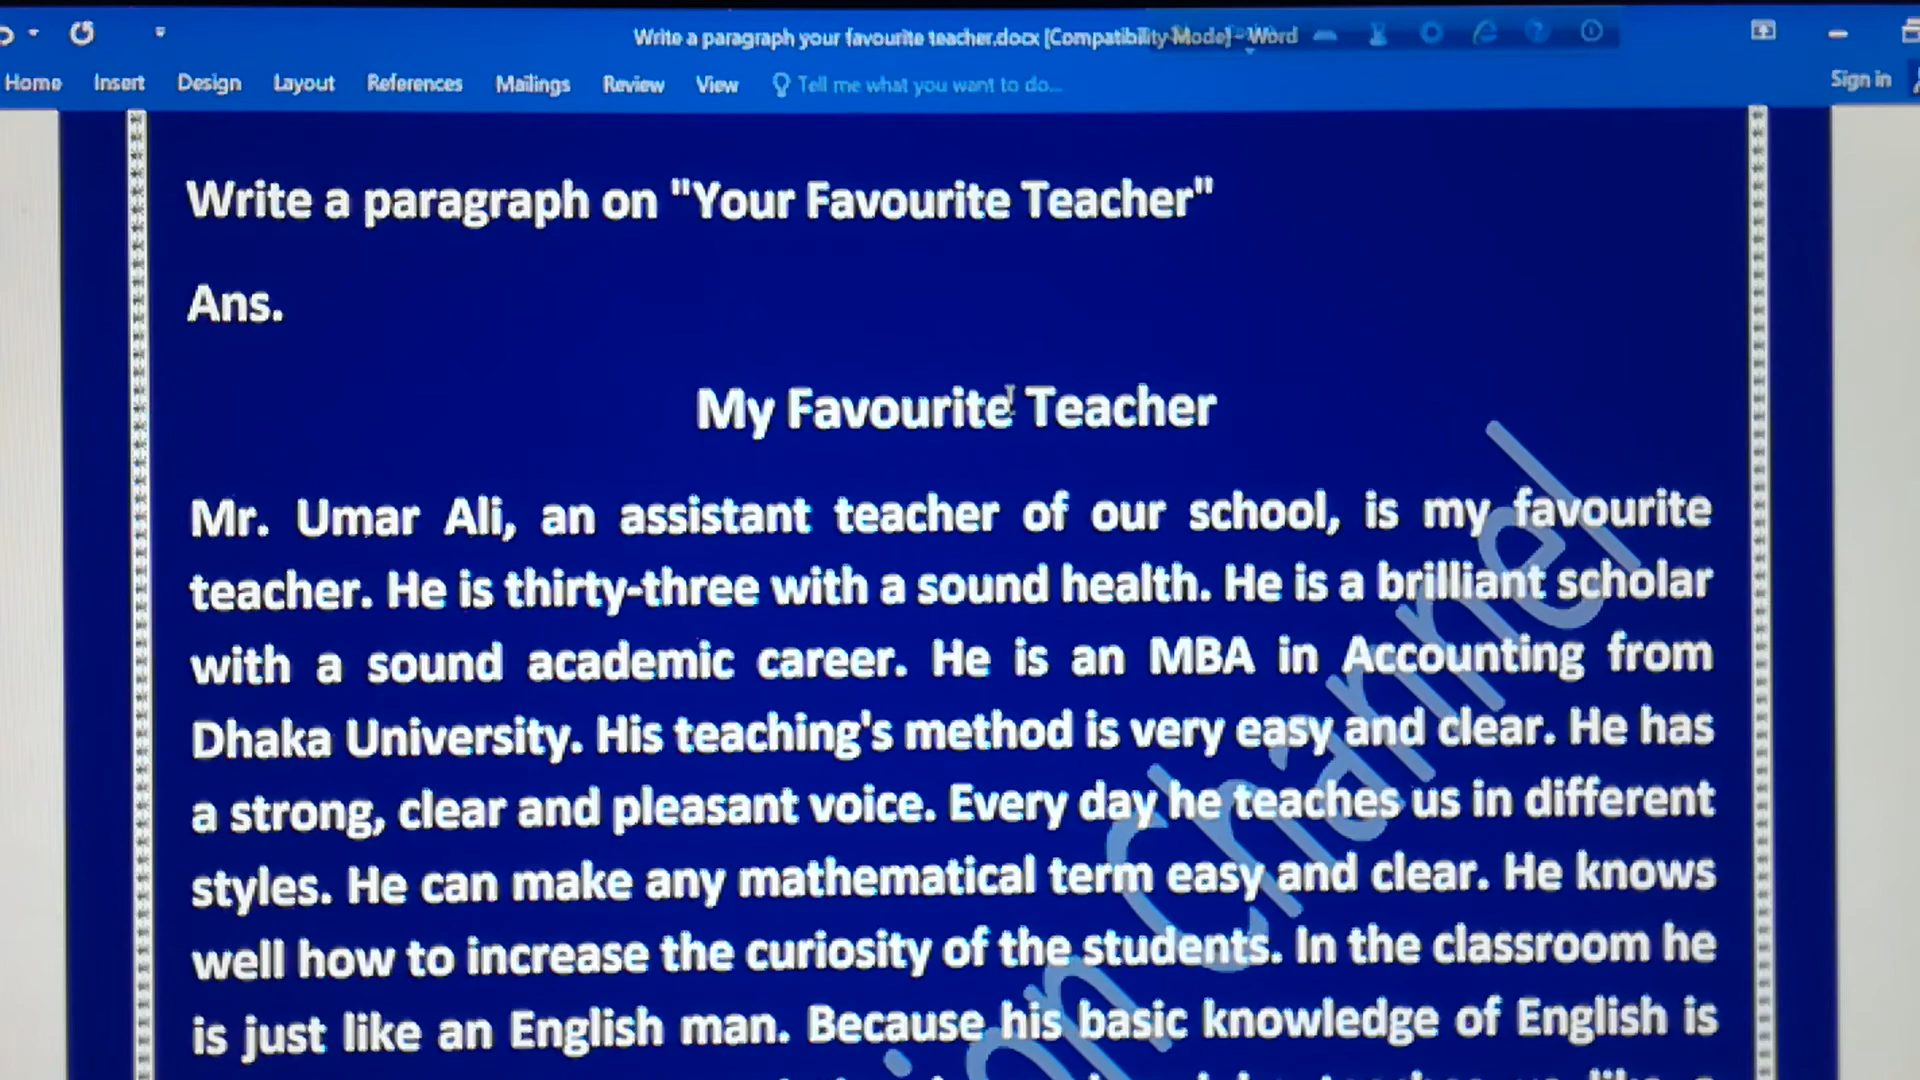 Write a paragraph your favourite teacher.docx [Compatibility Mode] - Word
Home Insert Design Layout References Mailings Review View Tell me what you want to do... Sign in
Write a paragraph on "Your Favourite Teacher"
Ans.
My Favourite Teacher
Mr. Umar Ali, an assistant teacher of our school, is my favourite
teacher. He is thirty-three with a sound health. He is a brilliant scholar
with a sound academic career. He is an MBA in Accounting from
Dhaka University. His teaching's method is very easy and clear. He has
a strong, clear and pleasant voice. Every day he teaches us in different
styles. He can make any mathematical term easy and clear. He knows
well how to increase the curiosity of the students. In the classroom he
is just like an English man. Because his basic knowledge of English is
Channel